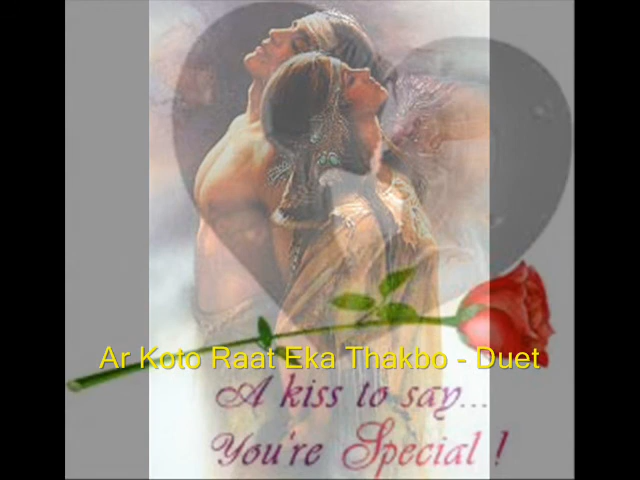 Ar Koto Raat Eka Thakbo - Duet
A kiss to say...
You're Special !